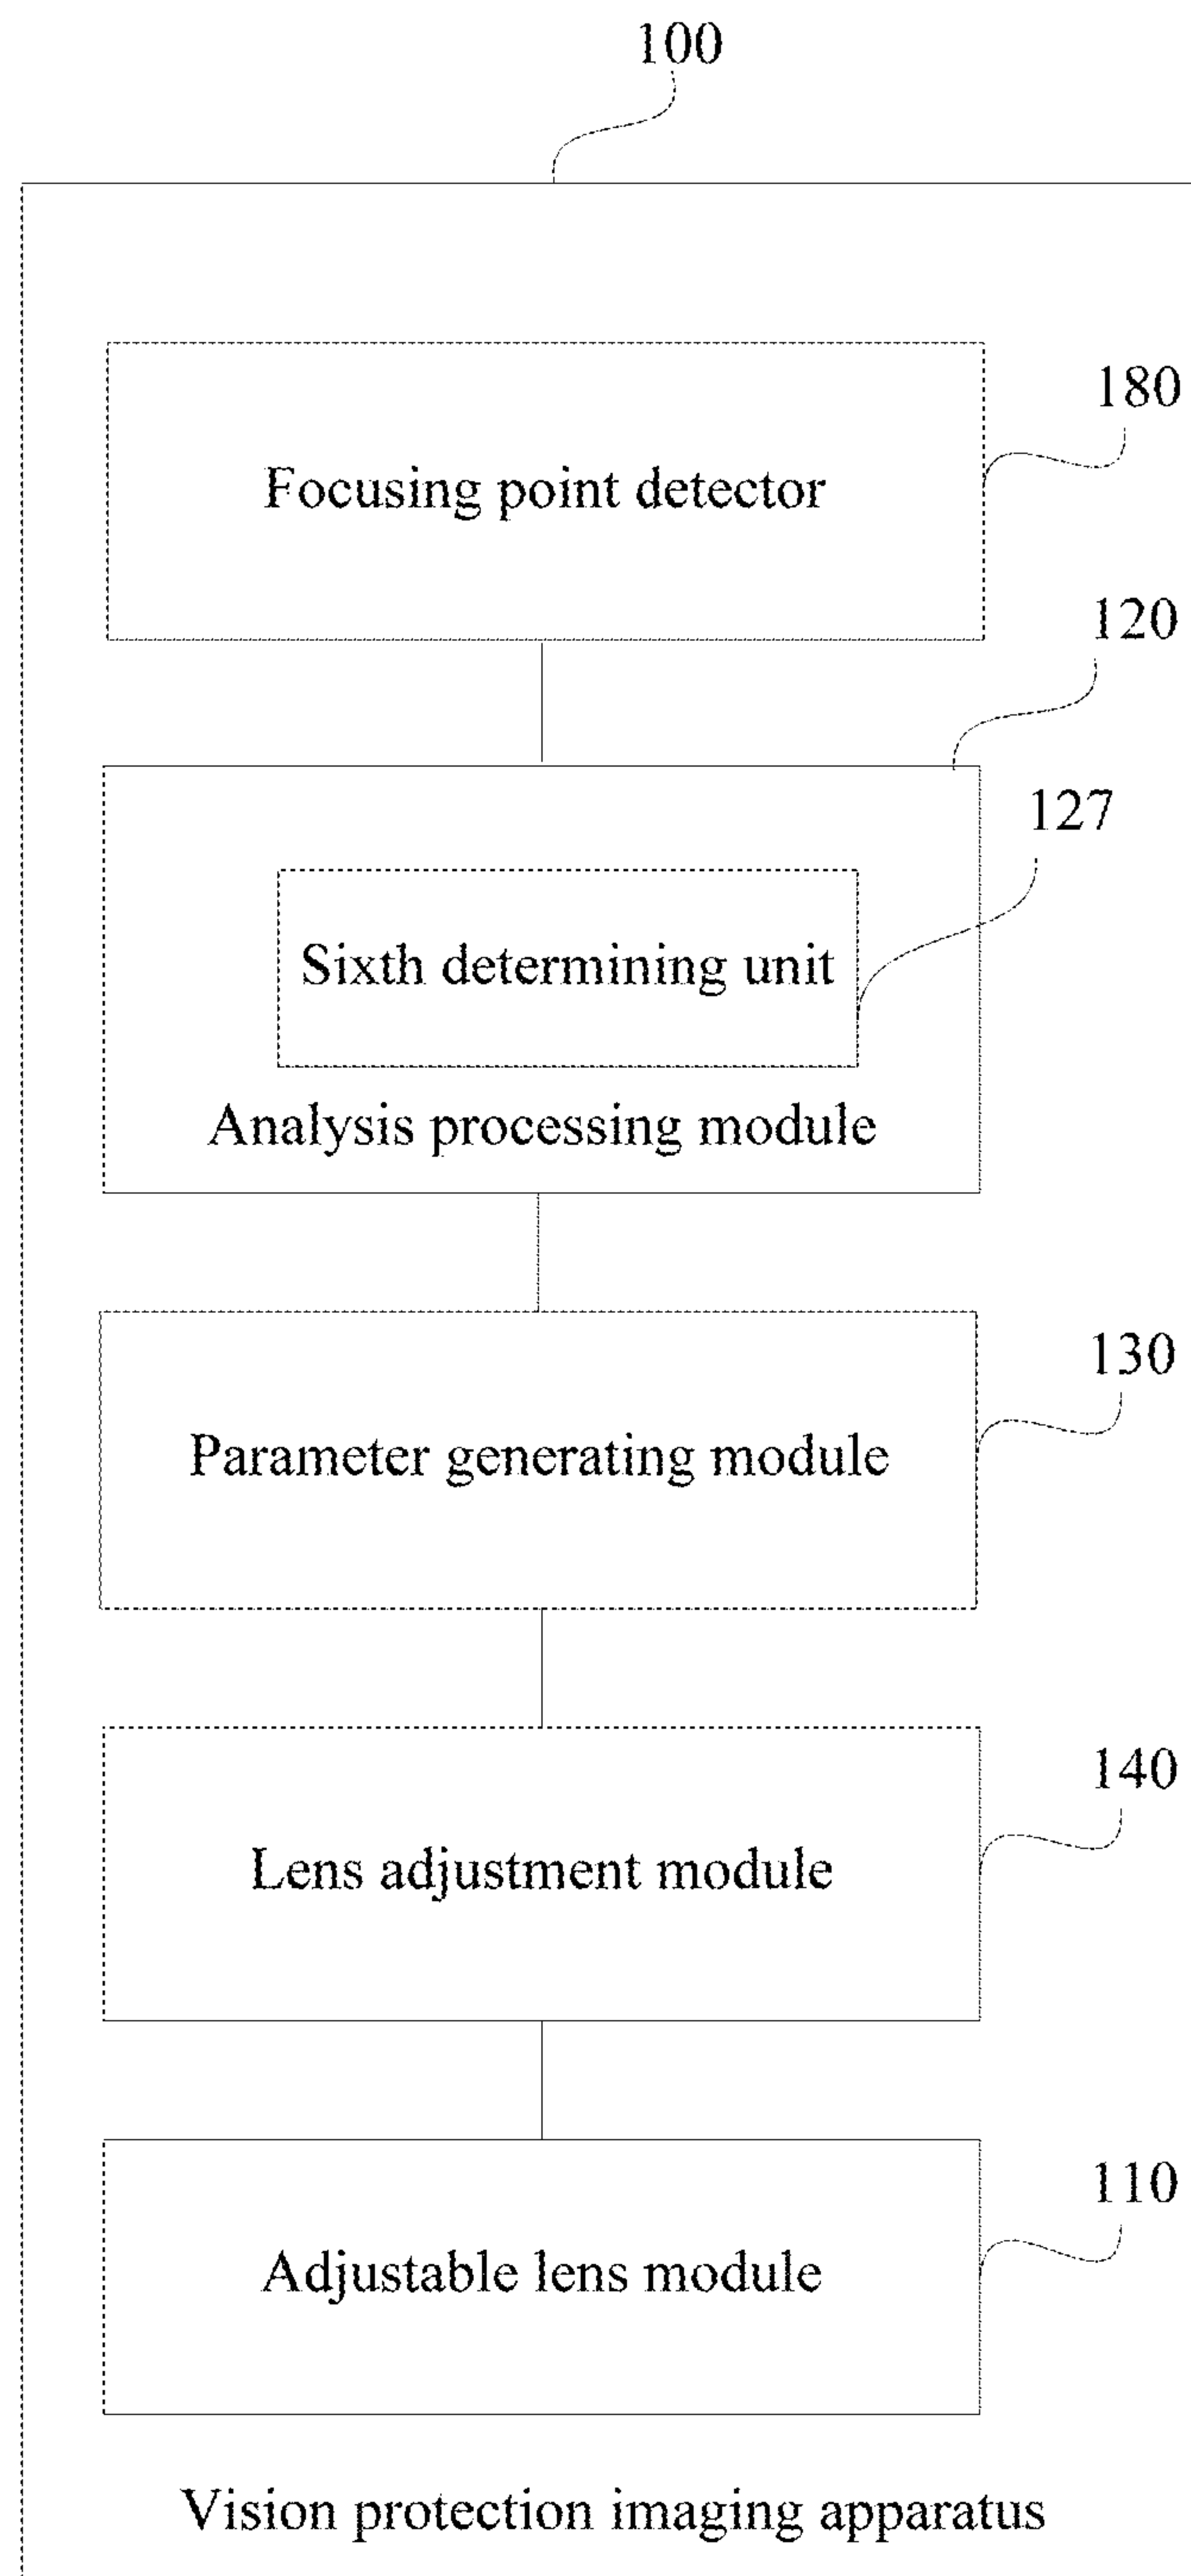 100
180
Focusing point detector
120
127
Sixth determining unit
Analysis processing module
130
Parameter generating module
140
Lens adjustment module
110
Adjustable lens module
Vision protection imaging apparatus